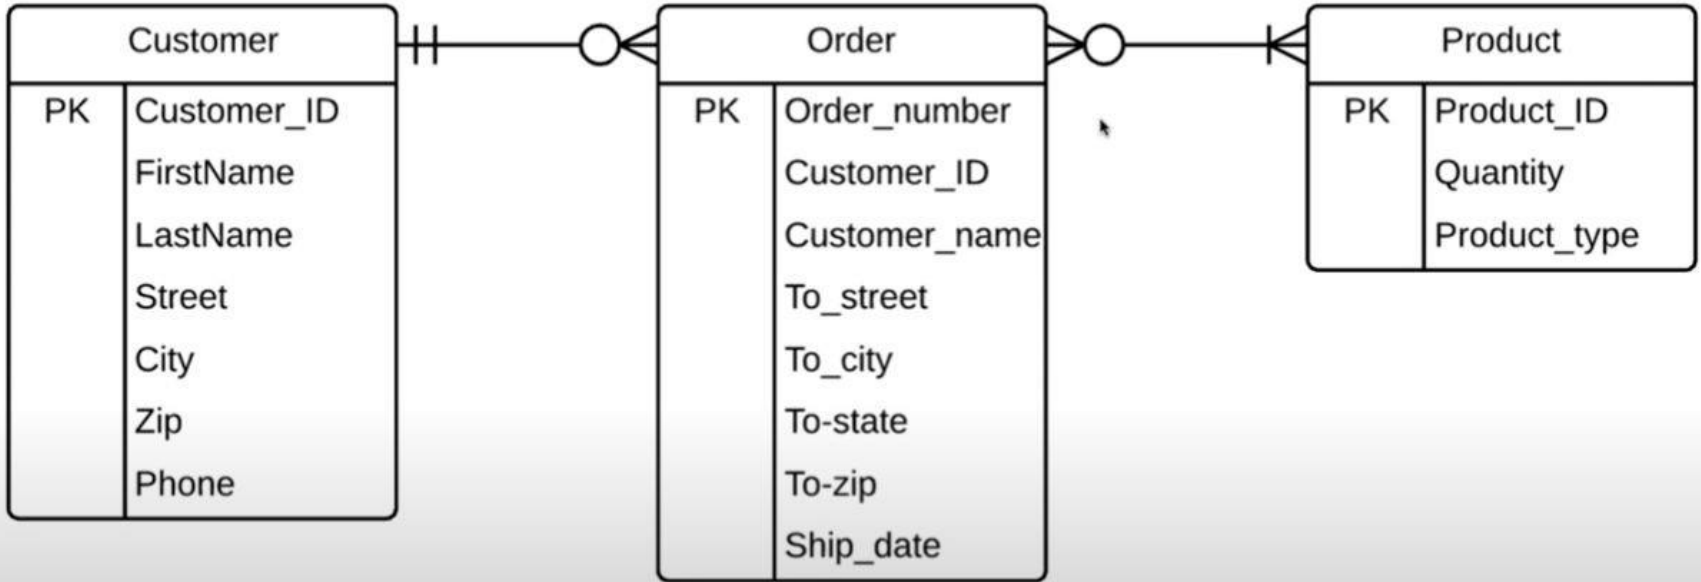 Customer
PK Customer_ID
FirstName
LastName
Street
City
Zip
Phone
Order
PK Order_number
Customer_ID
Customer_name
To_street
To_city
To-state
To-zip
Ship_date
Product
PK Product_ID
Quantity
Product_type